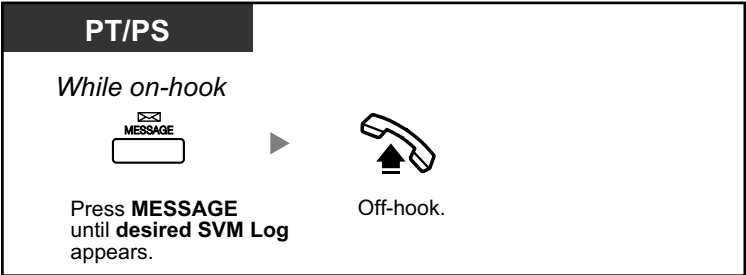 PT/PS
While on-hook
MESSAGE
Press MESSAGE
until desired SVM Log
appears.
Off-hook.